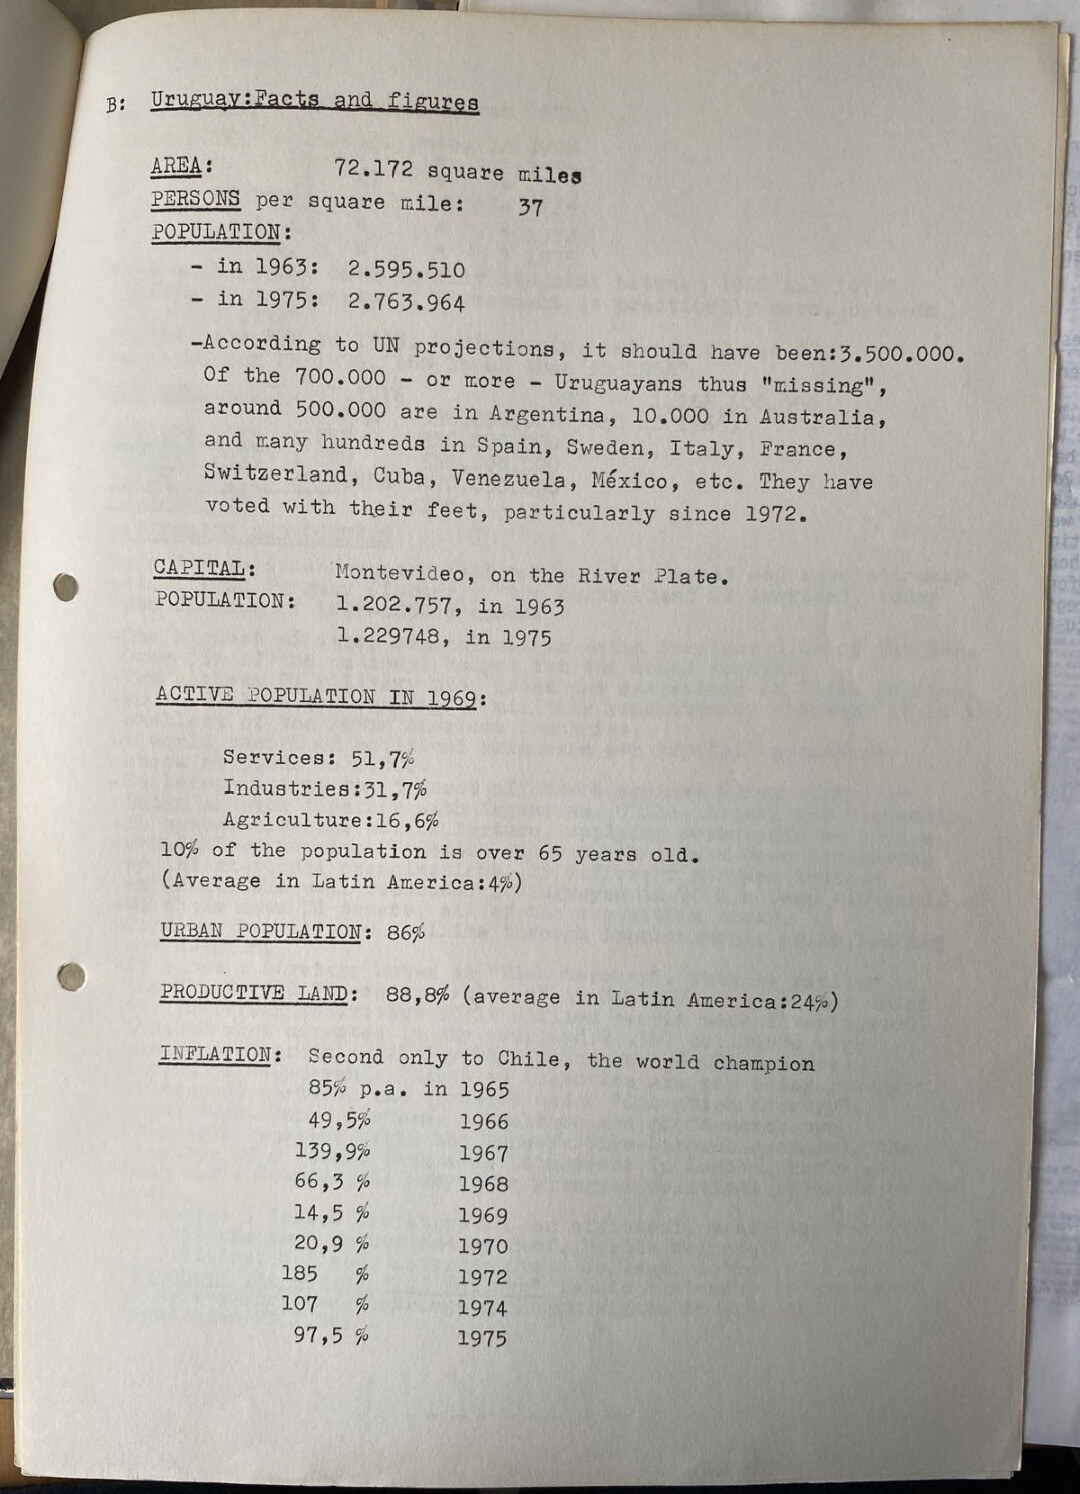 B: Uruguay:Facts and figures
AREA: 72.172 square miles
PERSONS per square mile: 37
POPULATION:
- in 1963: 2.595.510
- in 1975: 2.763.964
-According to UN projections, it should have been:3.500.000.
Of the 700.000 - or more - Uruguayans thus "missing",
around 500.000 are in Argentina, 10.000 in Australia,
and many hundreds in Spain, Sweden, Italy, France,
Switzerland, Cuba, Venezuela, México, etc. They have
voted with their feet, particularly since 1972.
CAPITAL: Montevideo, on the River Plate.
POPULATION: 1.202.757, in 1963
1.229748, in 1975
ACTIVE POPULATION IN 1969:
Services: 51,7%
Industries:31,7%
Agriculture:16,6%
10% of the population is over 65 years old.
(Average in Latin America:4%)
URBAN POPULATION: 86%
PRODUCTIVE LAND: 88,8% (average in Latin America:24%)
INFLATION: Second only to Chile, the world champion
85% p.a. in 1965
49,5% 1966
139,9% 1967
66,3 % 1968
14,5 % 1969
20,9 % 1970
185 % 1972
107 % 1974
97,5 % 1975